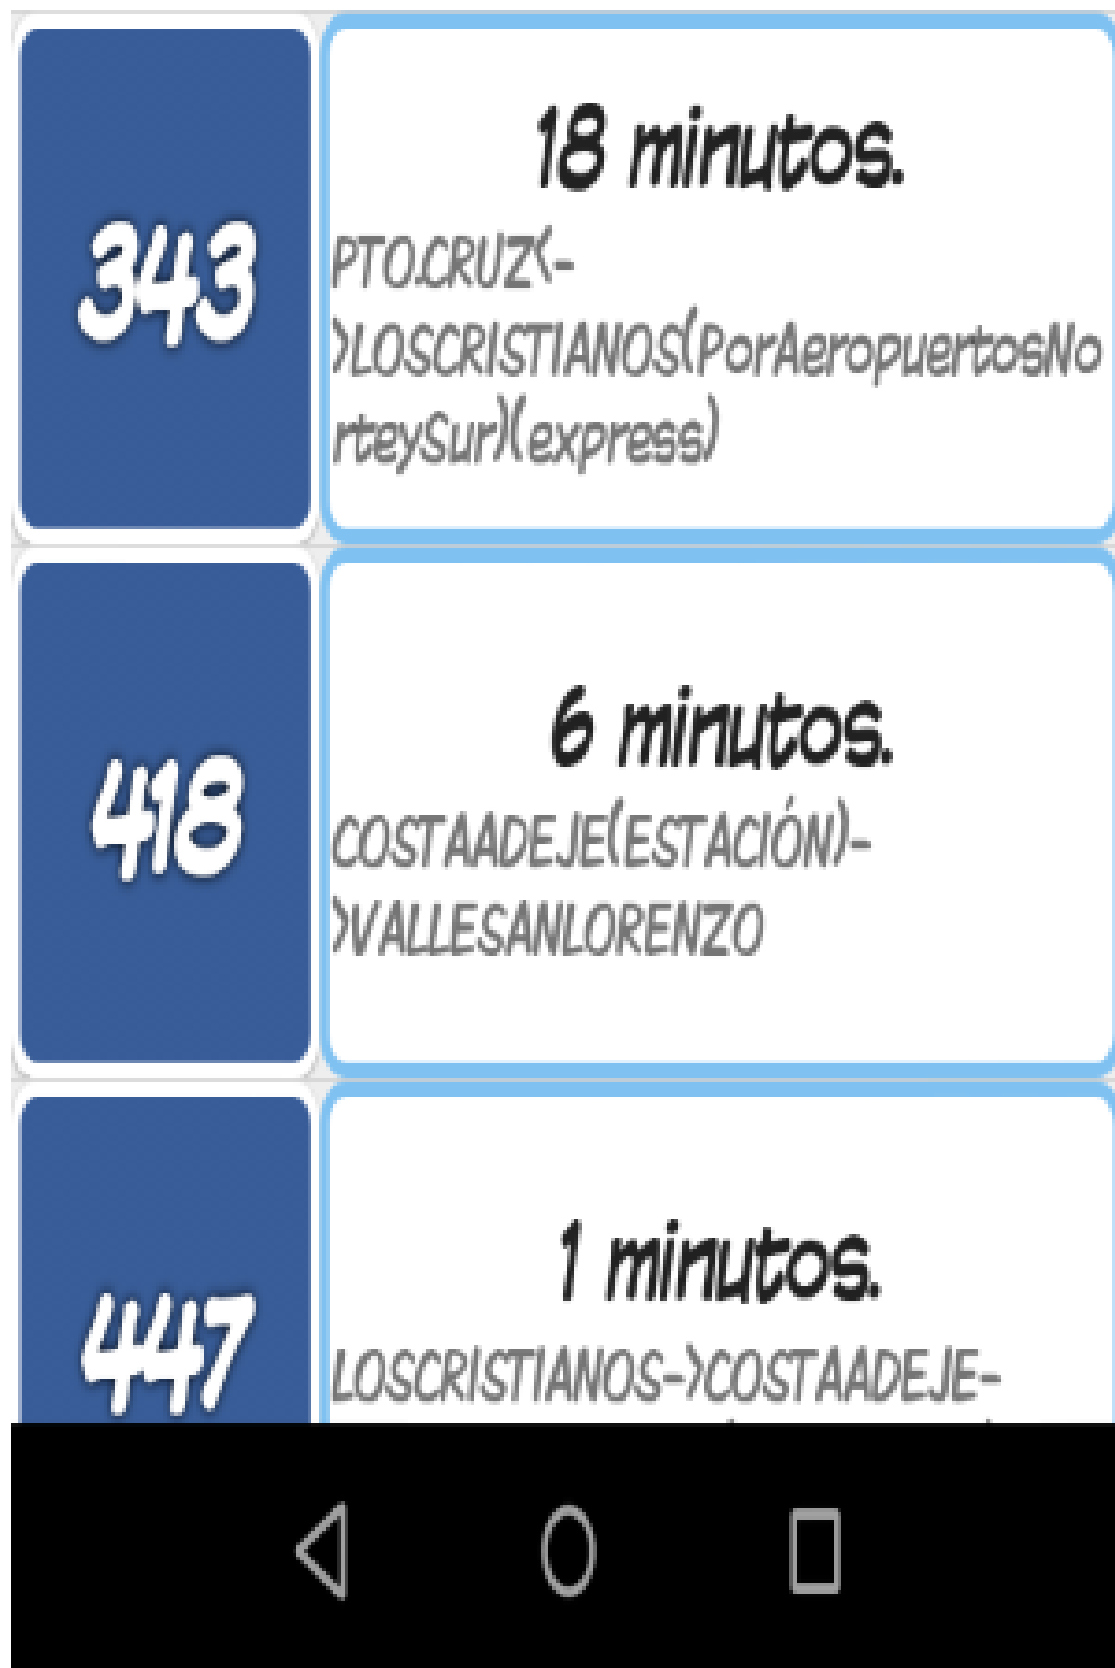 343
18 minutos.
PTO.CRUZ<-
>LOSCRISTIANOS(PorAeropuertosNo
rteySur)(express)
418
6 minutos.
COSTAADEJE(ESTACIÓN)-
>VALLESANLORENZO
447
1 minutos.
LOSCRISTIANOS->COSTAADEJE-